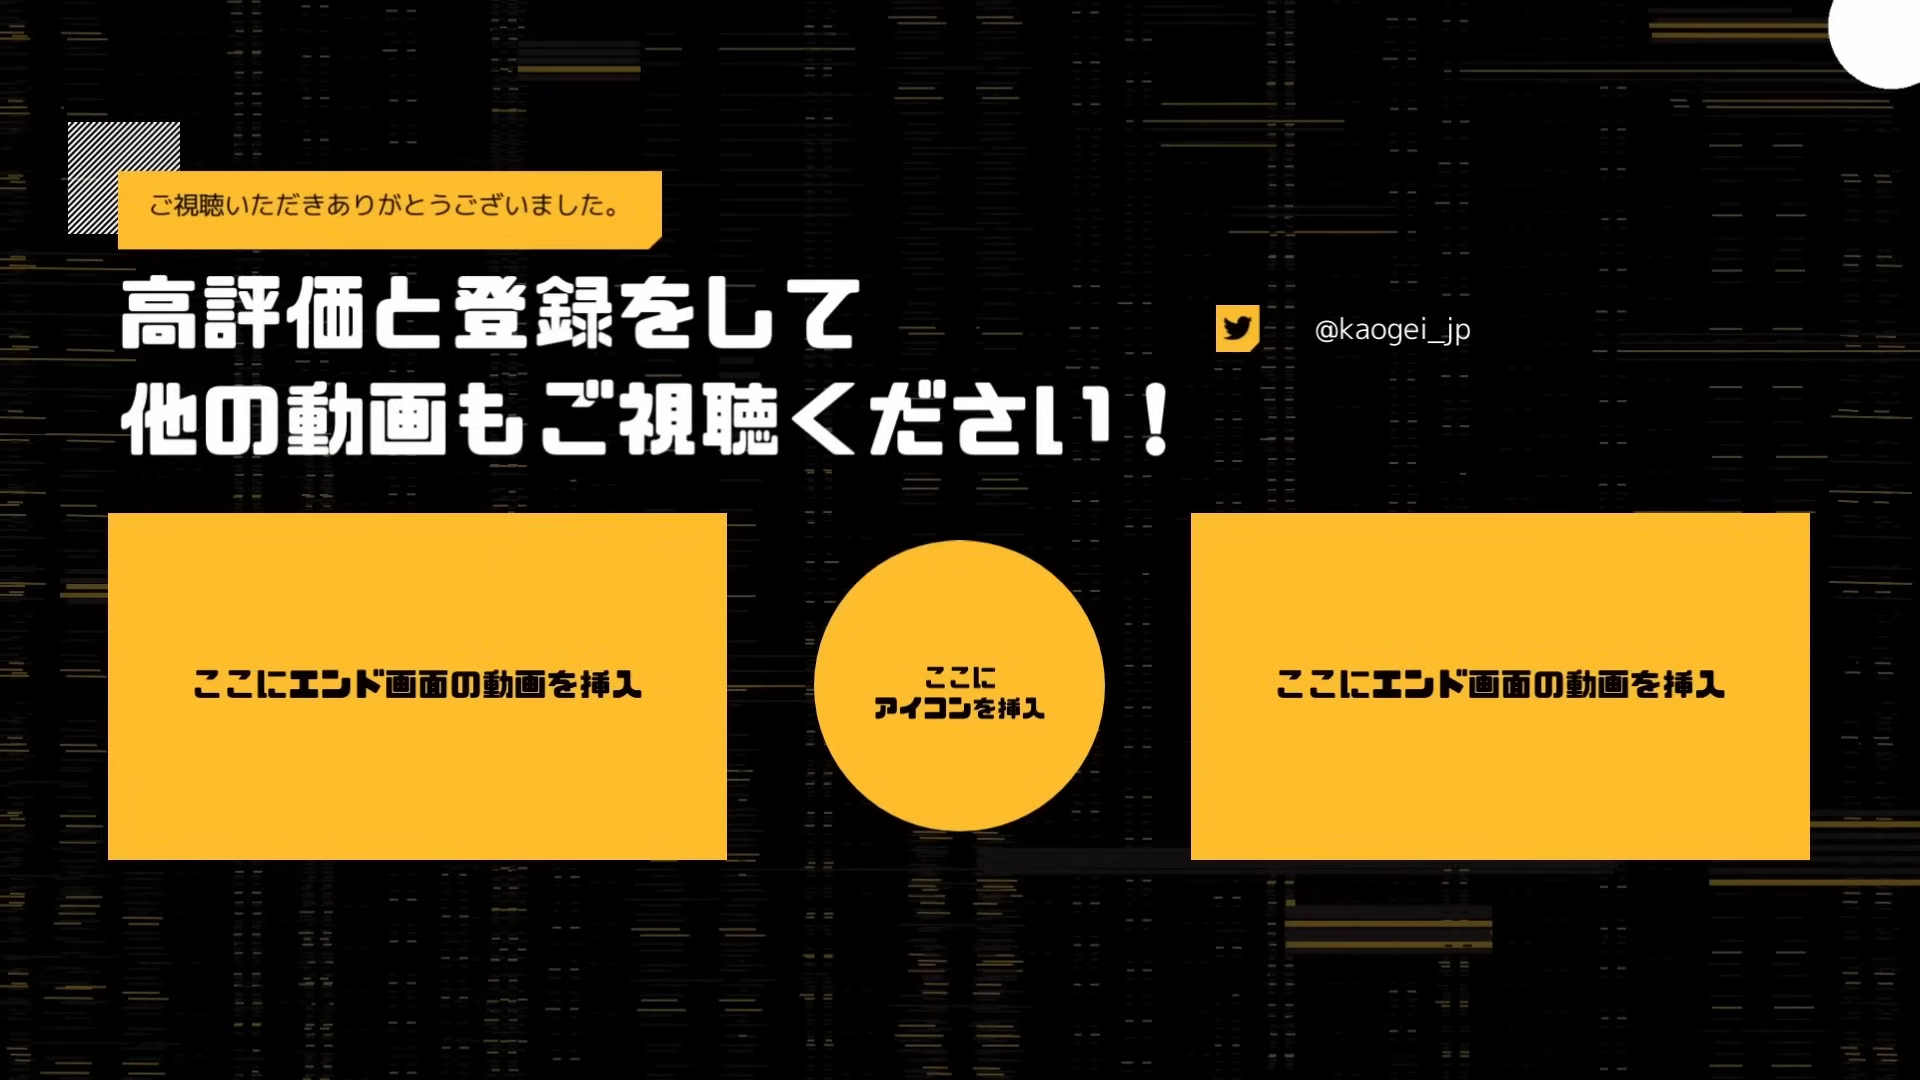 ご視聴いただきありがとうございました。
高評価と登録をして
他の動画もご視聴ください！
@kaogei_jp
ここにエンド画面の動画を挿入
ここに
アイコンを挿入
ここにエンド画面の動画を挿入